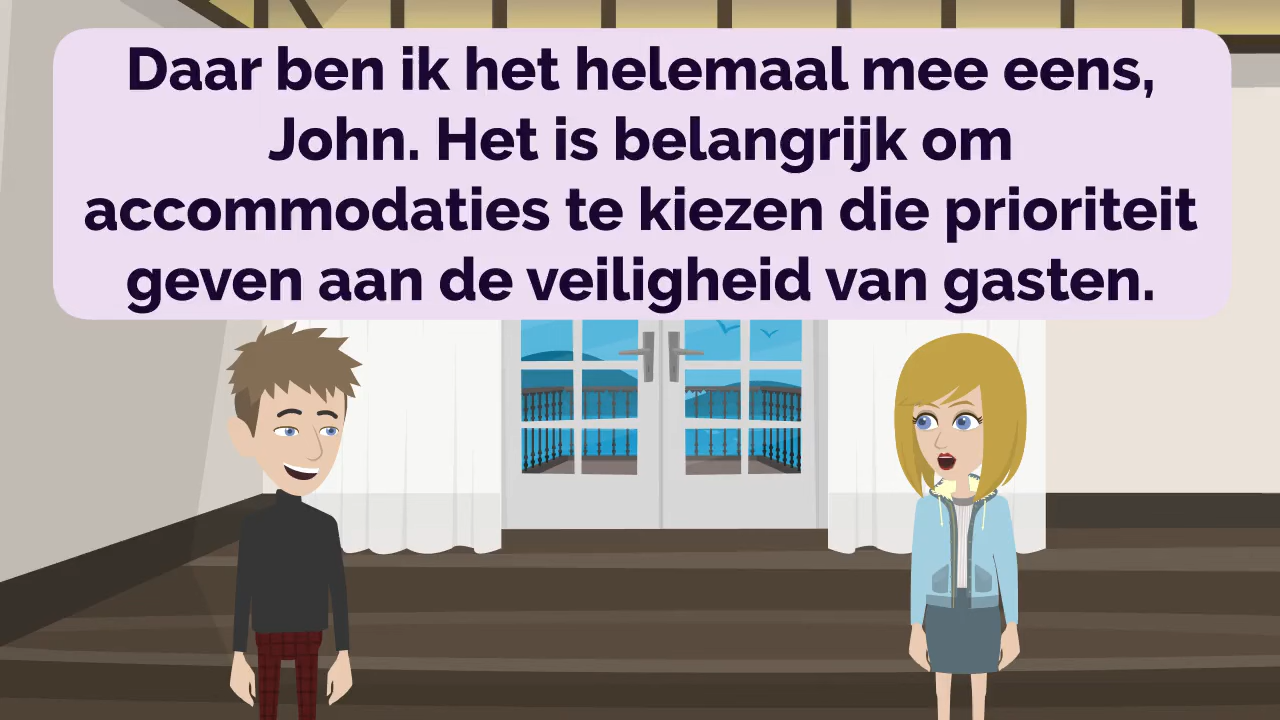 Daar ben ik het helemaal mee eens,
John. Het is belangrijk om
accommodaties te kiezen die prioriteit
geven aan de veiligheid van gasten.